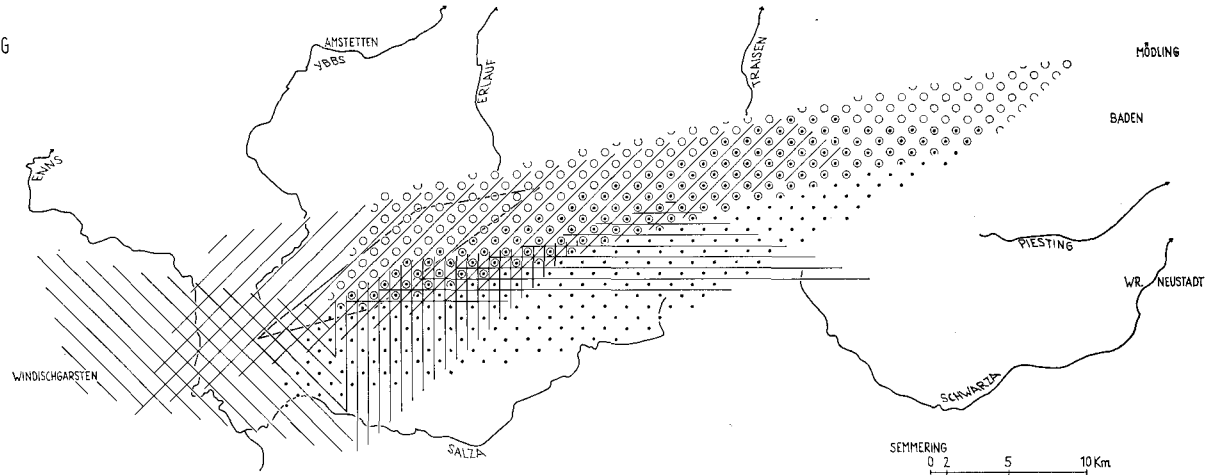 G
AMSTETTEN
YBBS
ERLAUF
TRAISEN
MÖDLING
BADEN
ENNS
PIESTING
WR. NEUSTADT
WINDISCHGARSTEN
SCHWARZA
SALZA
SEMMERING
0 2 5 10 Km